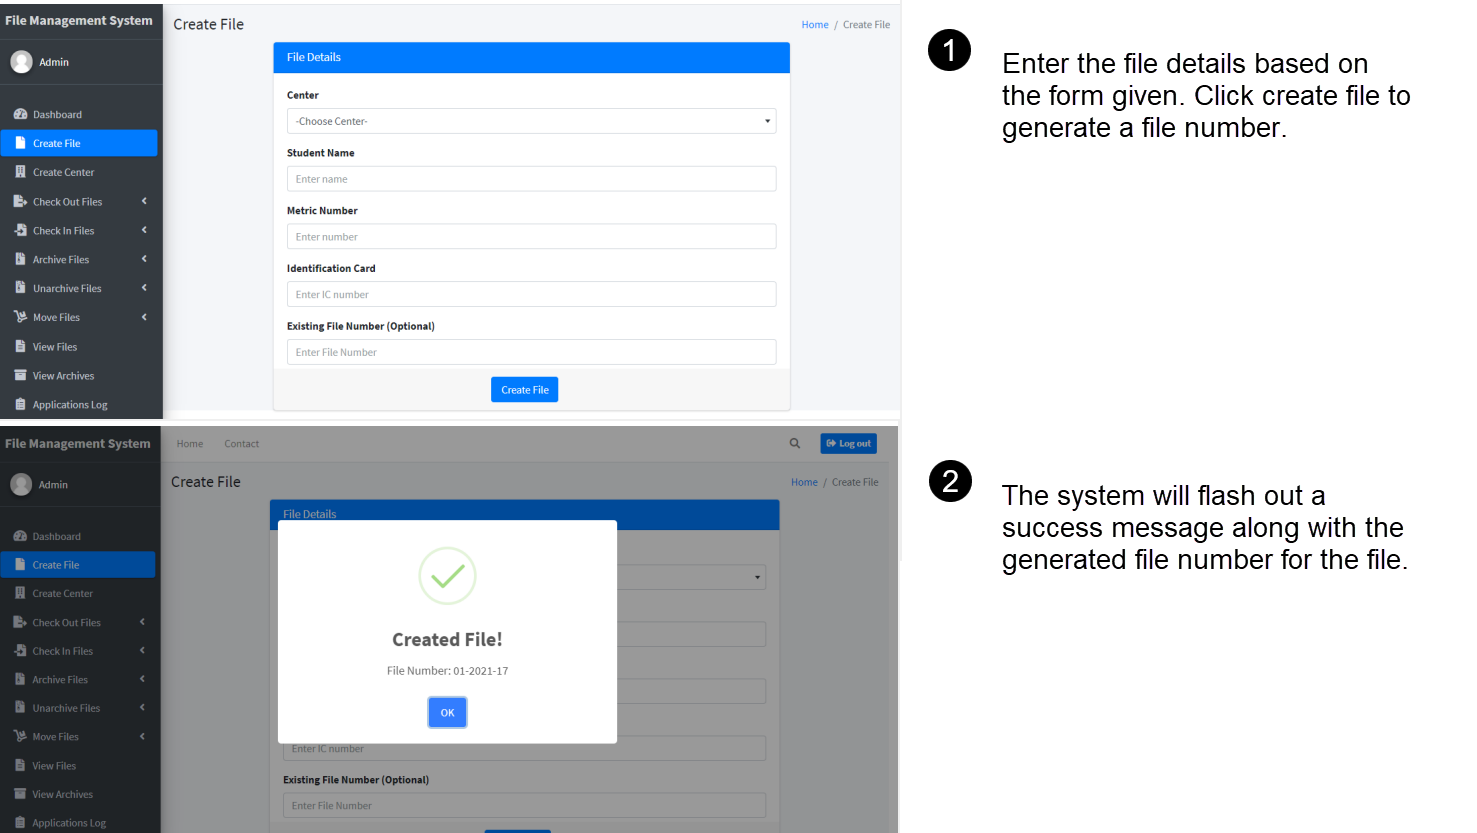 File Management System
Create File
Home / Create File
Admin
File Details
Dashboard
Create File
Create Center
Check Out Files
Check In Files
Archive Files
Unarchive Files
Move Files
View Files
View Archives
Applications Log
Center
-Choose Center-
Student Name
Enter name
Metric Number
Enter number
Identification Card
Enter IC number
Existing File Number (Optional)
Enter File Number
Create File
1
Enter the file details based on
the form given. Click create file to
generate a file number.
File Management System
Home
Contact
Log out
Admin
Create File
Home / Create File
Dashboard
Create File
Create Center
Check Out Files
Check In Files
Archive Files
Unarchive Files
Move Files
View Files
View Archives
Applications Log
File Details
Created File!
File Number: 01-2021-17
OK
Enter IC number
Existing File Number (Optional)
Enter File Number
2
The system will flash out a
success message along with the
generated file number for the file.